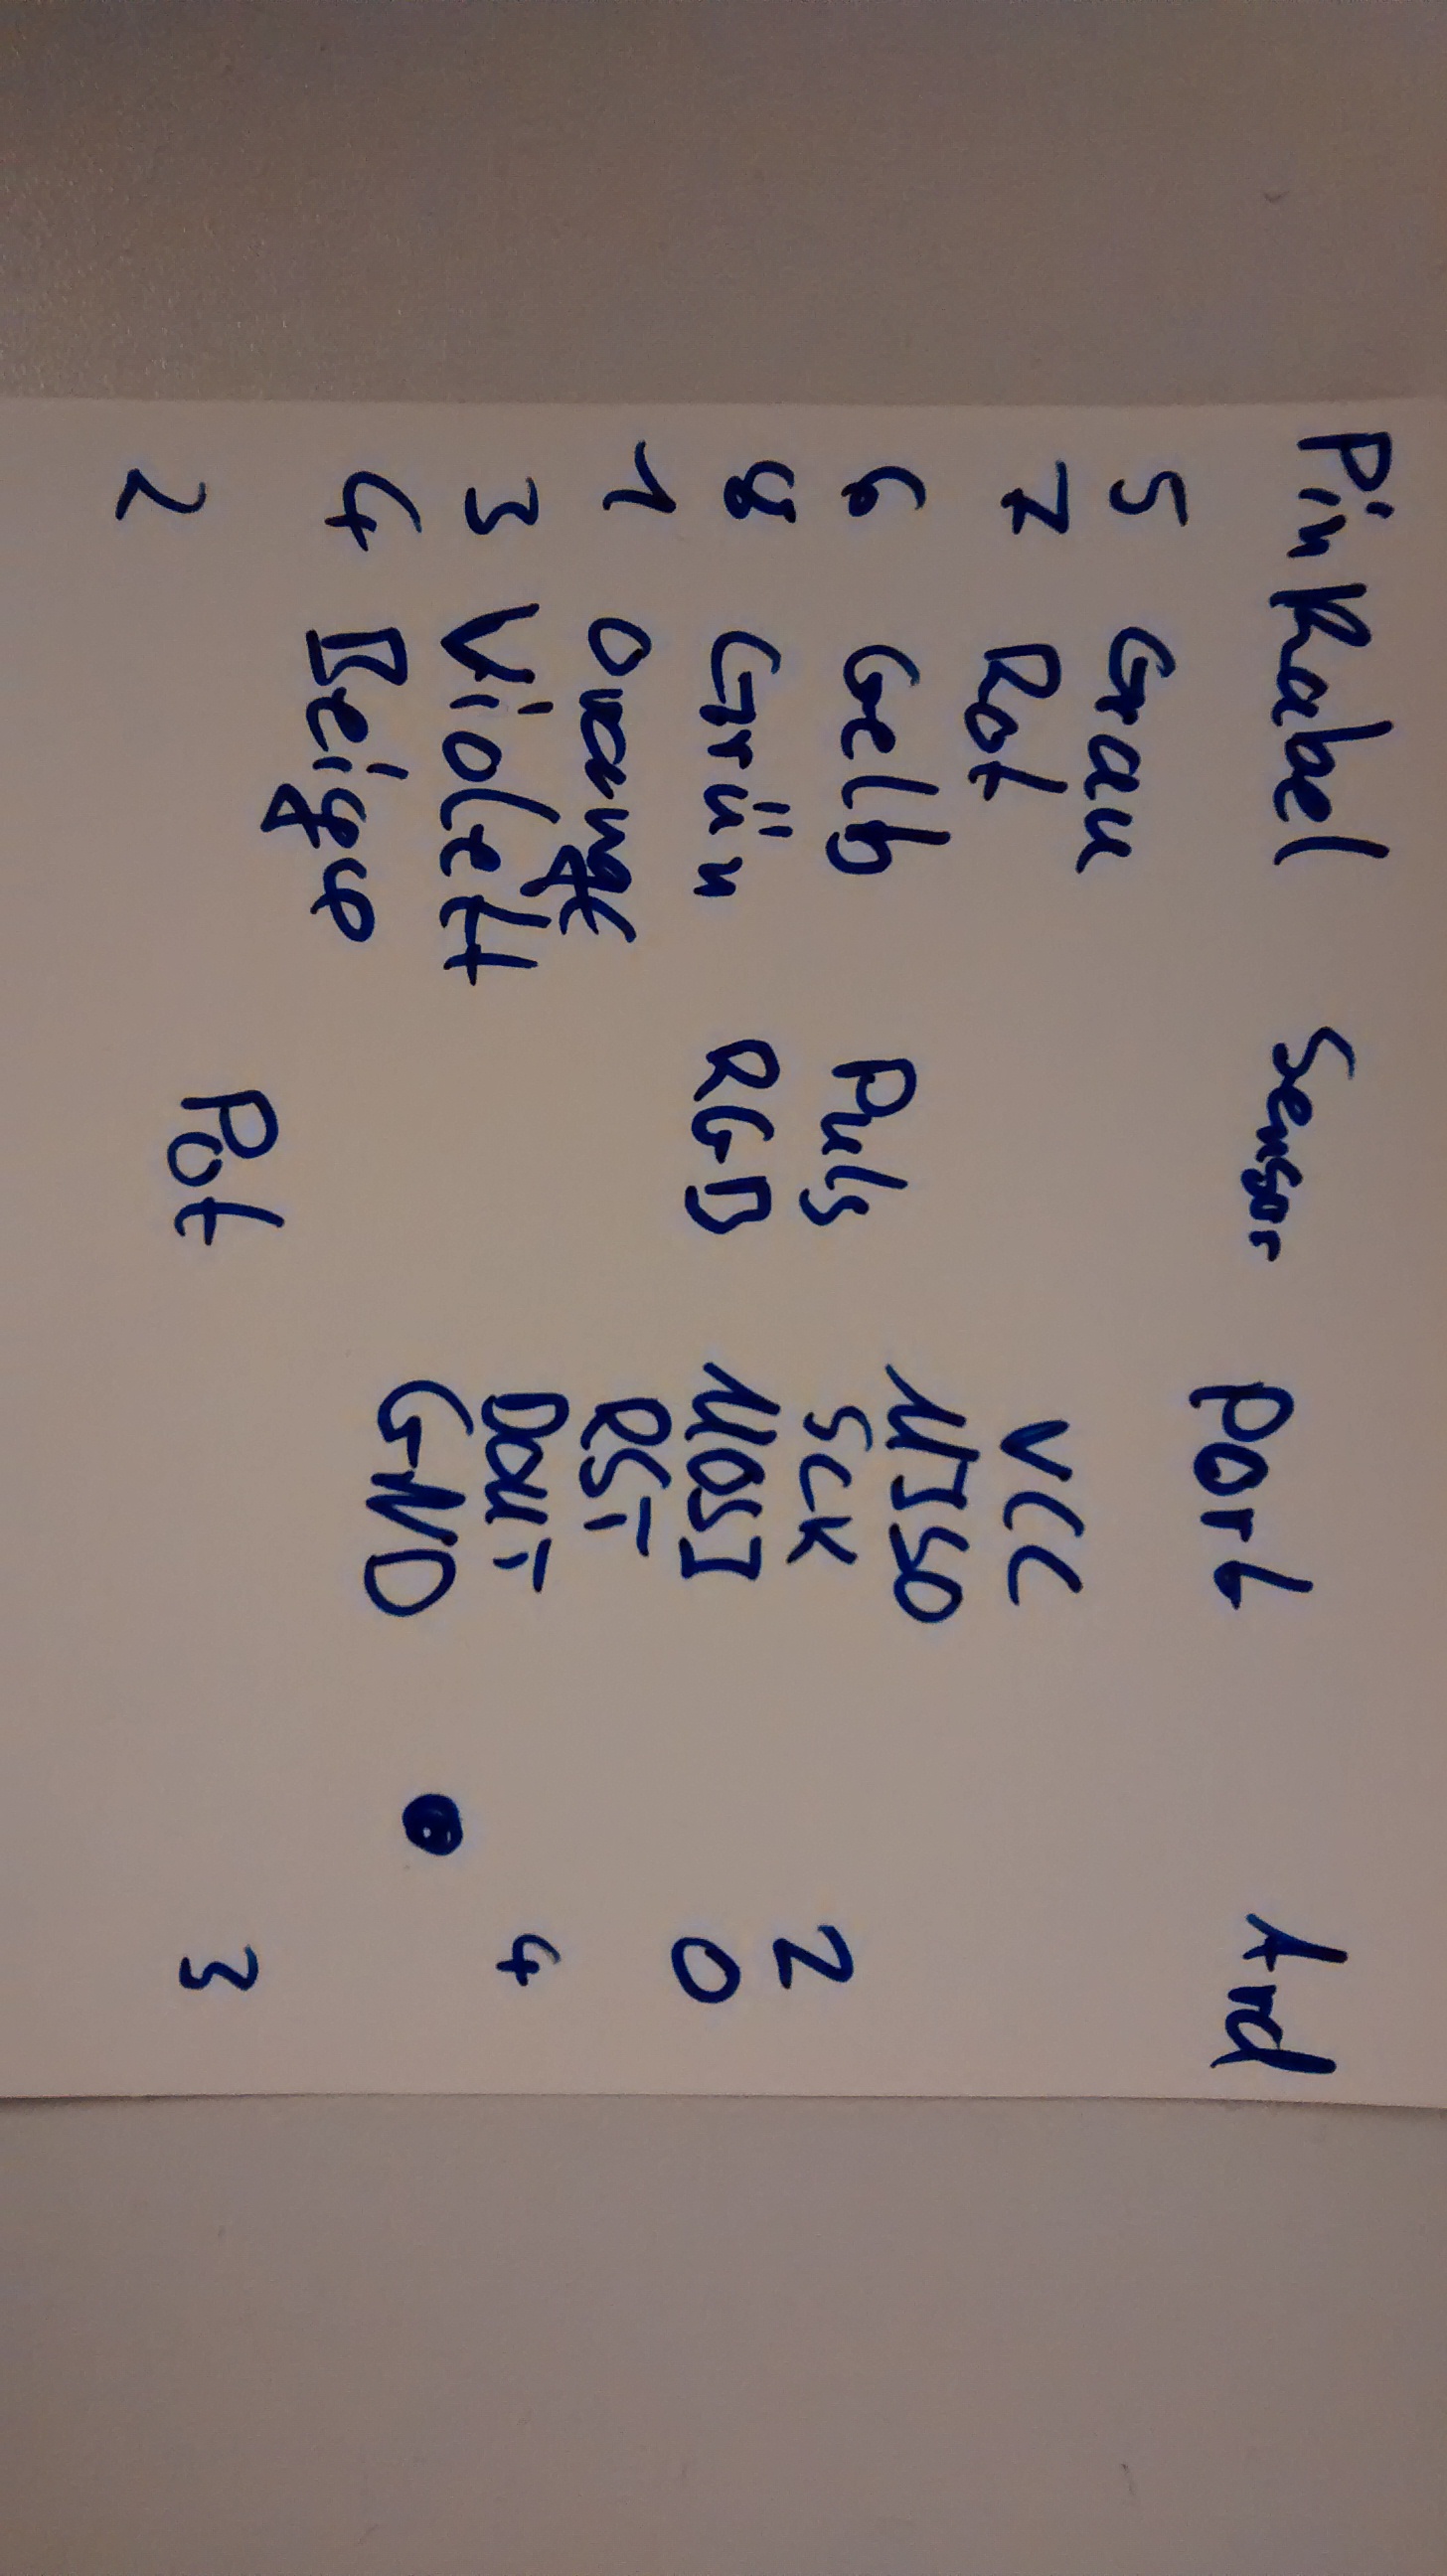 Pin Kabel Sensor Port Ard
5 Grau VCC
7 Rot MISO
6 Gelb Puls SCK 2
8 Grün RGB MOSI 0
1 Orange RST
3 Violett 4
4 Beige GND
2 Pot 3